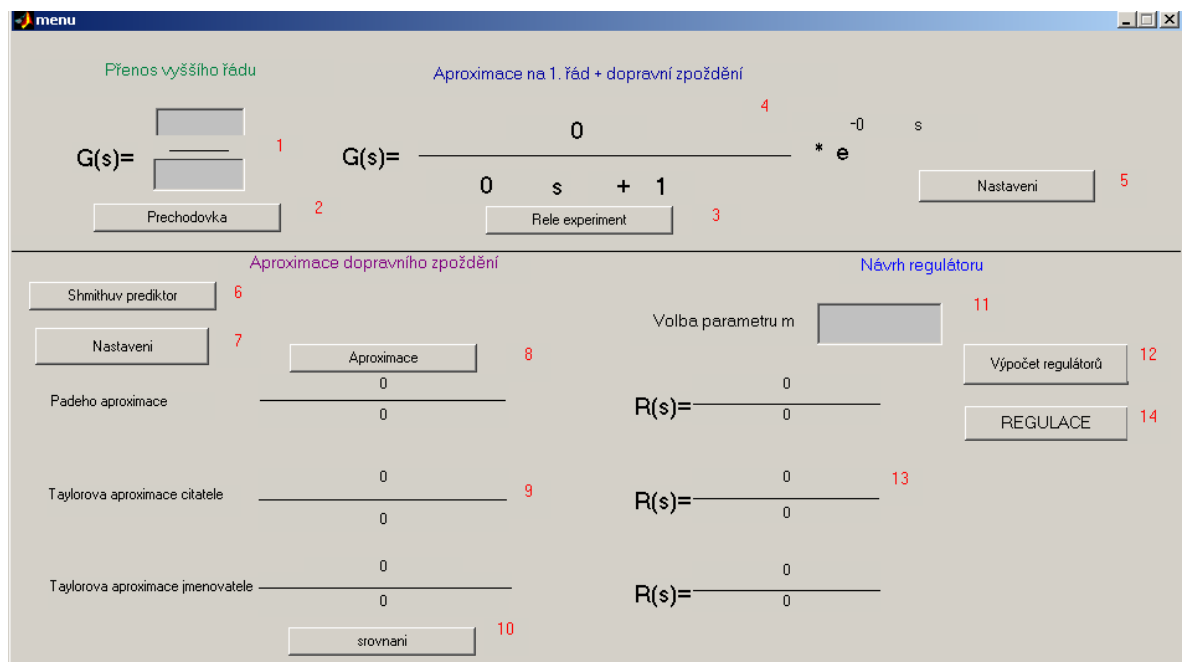 menu
Přenos vyššího řádu
Aproximace na 1. řád + dopravní zpoždění
G(s)=
1
G(s)=
0
4
0 s + 1
* e
-0 s
Nastaveni
5
Prechodovka
2
Rele experiment
3
Aproximace dopravního zpoždění
Návrh regulátoru
Shmithuv prediktor
6
Nastaveni
7
Aproximace
8
Volba parametru m
11
Výpočet regulátorů
12
REGULACE
14
Padeho aproximace
0
0
R(s)=
0
0
Taylorova aproximace citatele
0
0
9
R(s)=
0
0
13
Taylorova aproximace jmenovatele
0
0
R(s)=
0
0
srovnani
10